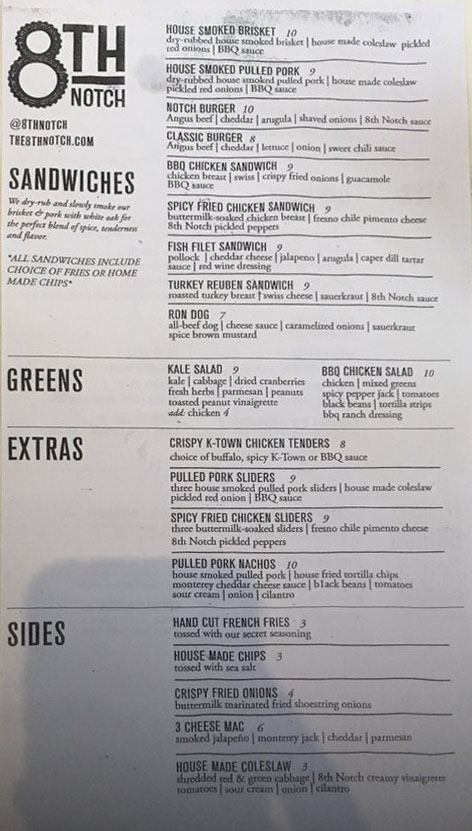 8TH
NOTCH
@8THNOTCH
THE8THNOTCH.COM
SANDWICHES
We dry-rub and slowly smoke our
brisket & pork with white oak for
the perfect blend of spice, tenderness
and flavor.
*ALL SANDWICHES INCLUDE
CHOICE OF FRIES OR HOME
MADE CHIPS*
HOUSE SMOKED BRISKET 10
dry-rubbed house smoked brisket | house made coleslaw pickled
red onions | BBQ sauce
HOUSE SMOKED PULLED PORK 9
dry-rubbed house smoked pulled pork | house made coleslaw
pickled red onions | BBQ sauce
NOTCH BURGER 10
Angus beef | cheddar | arugula | shaved onions | 8th Notch sauce
CLASSIC BURGER 8
Angus beef | cheddar | lettuce | onion | sweet chili sauce
BBQ CHICKEN SANDWICH 9
chicken breast | swiss | crispy fried onions | guacamole
BBQ sauce
SPICY FRIED CHICKEN SANDWICH 9
buttermilk-soaked chicken breast | fresno chile pimento cheese
8th Notch pickled peppers
FISH FILET SANDWICH 9
pollock | cheddar cheese | jalapeno | arugula | caper dill tartar
sauce | red wine dressing
TURKEY REUBEN SANDWICH 9
roasted turkey breast | swiss cheese | sauerkraut | 8th Notch sauce
RON DOG 7
all-beef dog | cheese sauce | caramelized onions | sauerkraut
spice brown mustard
GREENS
KALE SALAD 9
kale | cabbage | dried cranberries
fresh herbs | parmesan | peanuts
toasted peanut vinaigrette
add: chicken 4
BBQ CHICKEN SALAD 10
chicken | mixed greens
spicy pepper jack | tomatoes
black beans | tortilla strips
bbq ranch dressing
EXTRAS
CRISPY K-TOWN CHICKEN TENDERS 8
choice of buffalo, spicy K-Town or BBQ sauce
PULLED PORK SLIDERS 9
three house smoked pulled pork sliders | house made coleslaw
pickled red onion | BBQ sauce
SPICY FRIED CHICKEN SLIDERS 9
three buttermilk-soaked sliders | fresno chile pimento cheese
8th Notch pickled peppers
PULLED PORK NACHOS 10
house smoked pulled pork | house fried tortilla chips
monterey cheddar cheese sauce | black beans | tomatoes
sour cream | onion | cilantro
SIDES
HAND CUT FRENCH FRIES 3
tossed with our secret seasoning
HOUSE MADE CHIPS 3
tossed with sea salt
CRISPY FRIED ONIONS 4
buttermilk marinated fried shoestring onions
3 CHEESE MAC 6
smoked jalapeño | monterey jack | cheddar | parmesan
HOUSE MADE COLESLAW 3
shredded red & green cabbage | 8th Notch creamy vinaigrette
tomatoes | sour cream | onion | cilantro